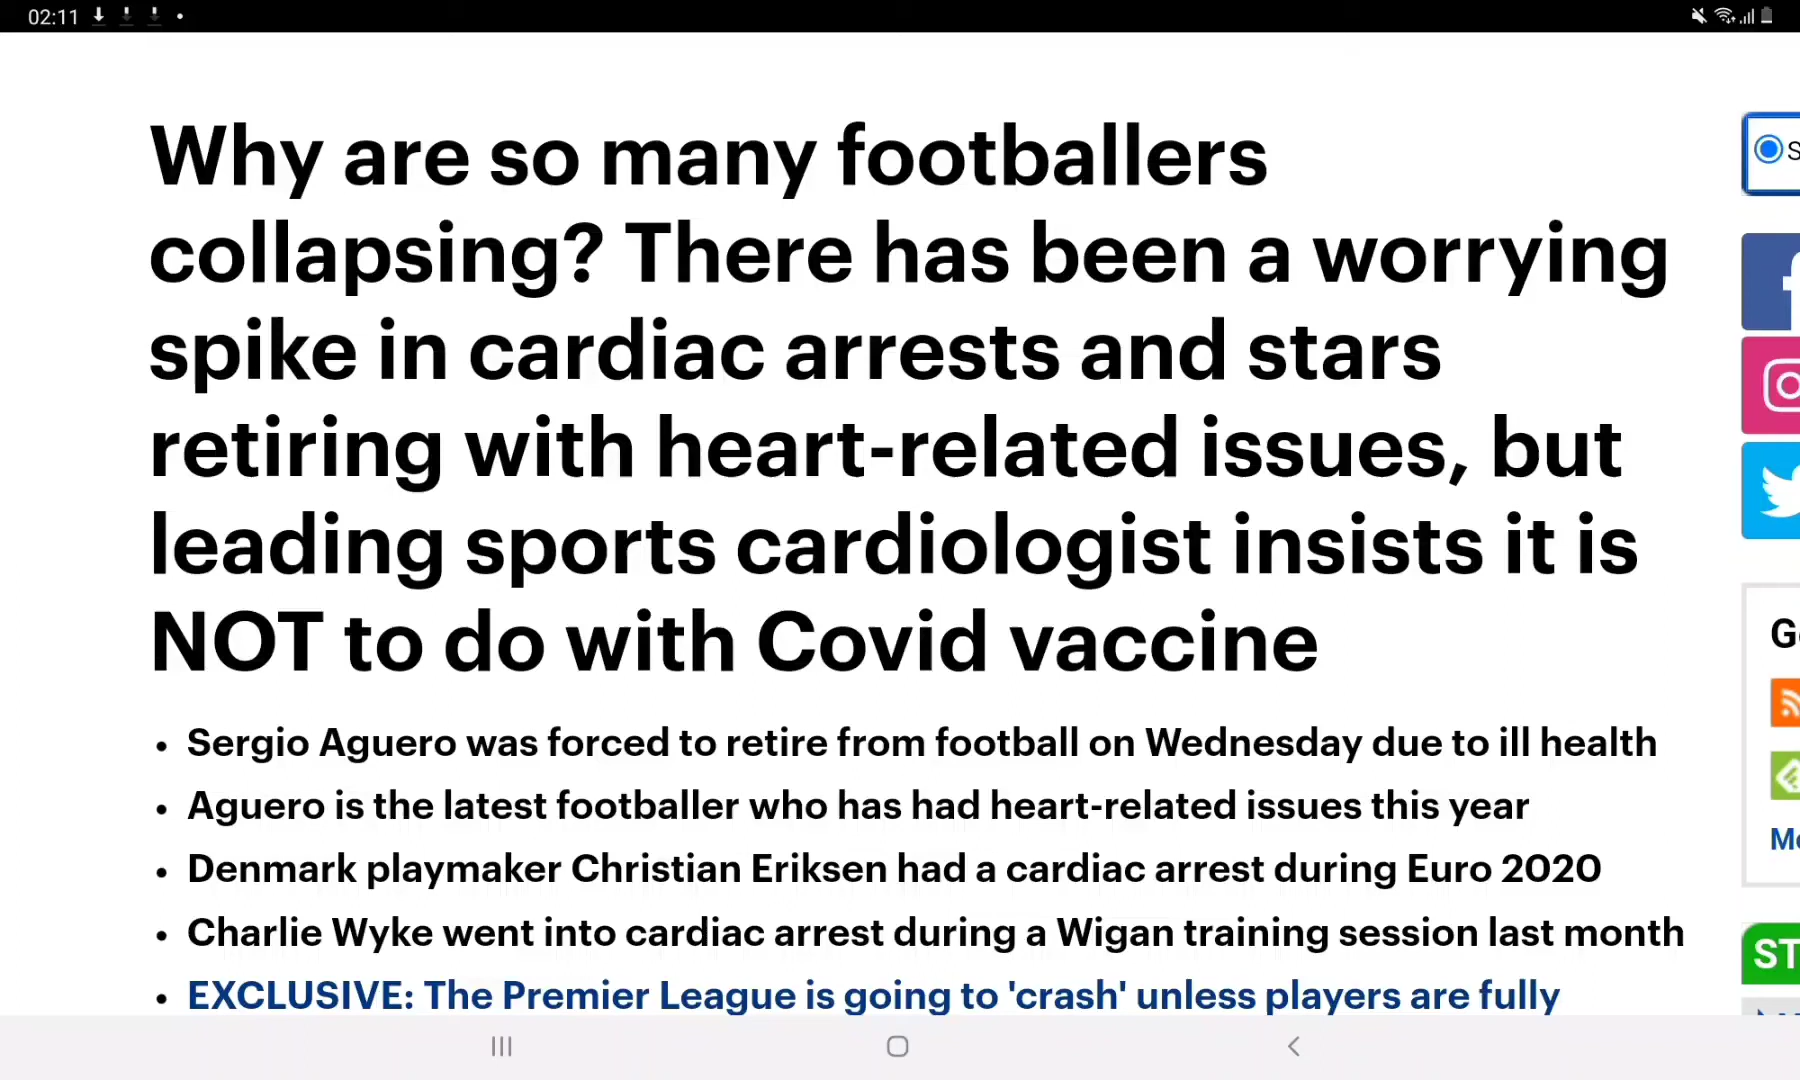 02:11
Why are so many footballers
collapsing? There has been a worrying
spike in cardiac arrests and stars
retiring with heart-related issues, but
leading sports cardiologist insists it is
NOT to do with Covid vaccine
• Sergio Aguero was forced to retire from football on Wednesday due to ill health
• Aguero is the latest footballer who has had heart-related issues this year
• Denmark playmaker Christian Eriksen had a cardiac arrest during Euro 2020
• Charlie Wyke went into cardiac arrest during a Wigan training session last month
• EXCLUSIVE: The Premier League is going to 'crash' unless players are fully